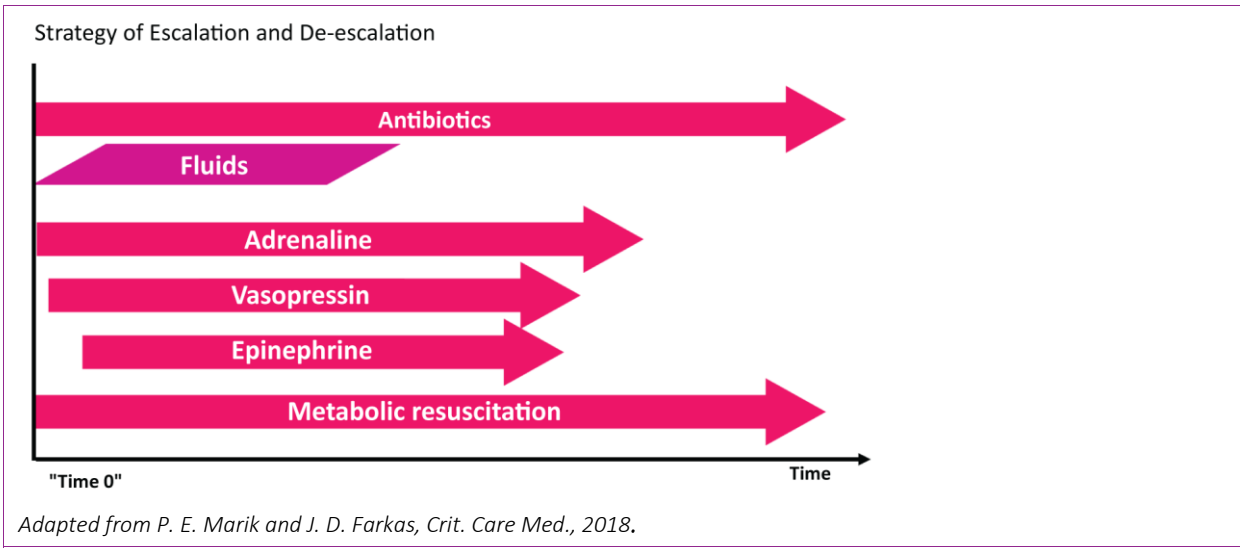 Strategy of Escalation and De-escalation
Antibiotics
Fluids
Adrenaline
Vasopressin
Epinephrine
Metabolic resuscitation
"Time 0"
Time
Adapted from P. E. Marik and J. D. Farkas, Crit. Care Med., 2018.